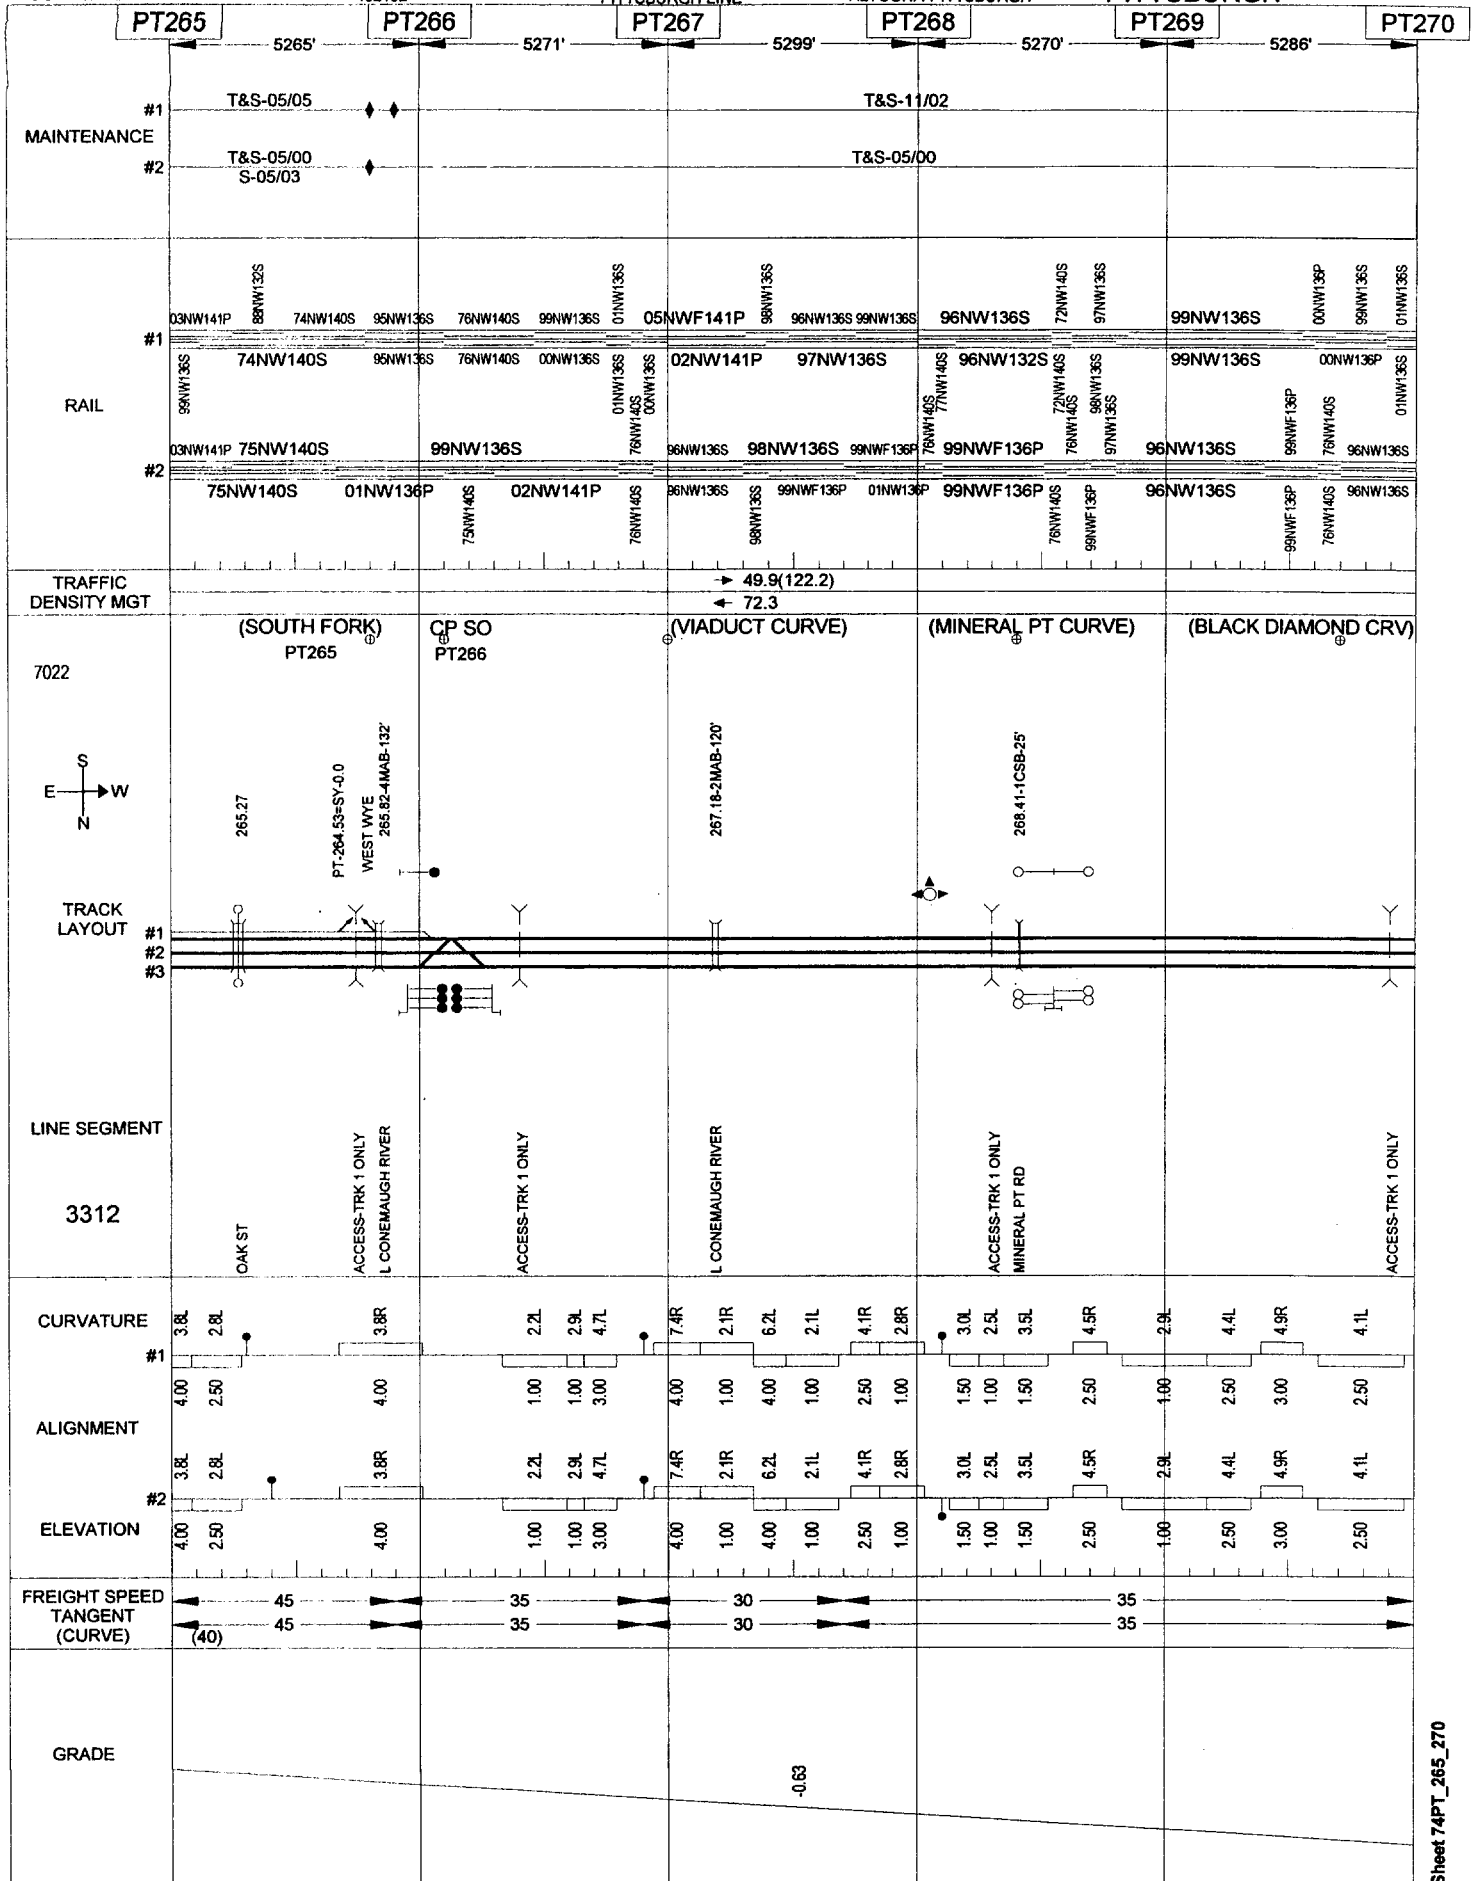 PT265 PT266 PT267 PT268 PT269 PT270
5265' 5271' 5299' 5270' 5286'
MAINTENANCE
#1 T&S-05/05 T&S-11/02
#2 T&S-05/00 T&S-05/00
S-05/03
RAIL
88NW132S 01NW136S 98NW136S 72NW140S 97NW136S 00NW136P 99NW136S 01NW136S
03NW141P 74NW140S 95NW136S 76NW140S 99NW136S 05NWF141P 96NW136S 99NW136S 96NW136S 99NW136S
#1
74NW140S 95NW136S 76NW140S 00NW136S 02NW141P 97NW136S 96NW132S 99NW136S 00NW136P
99NW136S 01NW136S 76NW140S 00NW136S 76NW140S 77NW140S 72NW140S 76NW140S 98NW136S 97NW136S 99NWF136P 76NW140S 01NW136S
03NW141P 75NW140S 99NW136S 96NW136S 98NW136S 99NWF136P 99NWF136P 96NW136S 96NW136S
#2
75NW140S 01NW136P 02NW141P 96NW136S 99NWF136P 01NW136P 99NWF136P 96NW136S 96NW136S
75NW140S 76NW140S 98NW136S 76NW140S 99NWF136P 99NWF136P 76NW140S
TRAFFIC
DENSITY MGT
49.9(122.2)
72.3
(SOUTH FORK) CP SO (VIADUCT CURVE) (MINERAL PT CURVE) (BLACK DIAMOND CRV)
PT265 PT266
7022
S
E W
N
265.27
PT-264.53=SY-0.0
WEST WYE
265.82-4MAB-132'
267.18-2MAB-120'
268.41-1CSB-25'
TRACK
LAYOUT
#1
#2
#3
LINE SEGMENT
3312
OAK ST
ACCESS-TRK 1 ONLY
L CONEMAUGH RIVER
ACCESS-TRK 1 ONLY
L CONEMAUGH RIVER
ACCESS-TRK 1 ONLY
MINERAL PT RD
ACCESS-TRK 1 ONLY
CURVATURE
3.8L 2.8L 3.8R 2.2L 2.9L 4.7L 7.4R 2.1R 6.2L 2.1L 4.1R 2.8R 3.0L 2.5L 3.5L 4.5R 2.9L 4.4L 4.9R 4.1L
#1
4.00 2.50 4.00 1.00 1.00 3.00 4.00 1.00 4.00 1.00 2.50 1.00 1.50 1.00 1.50 2.50 1.00 2.50 3.00 2.50
ALIGNMENT
3.8L 2.8L 3.8R 2.2L 2.9L 4.7L 7.4R 2.1R 6.2L 2.1L 4.1R 2.8R 3.0L 2.5L 3.5L 4.5R 2.9L 4.4L 4.9R 4.1L
#2
ELEVATION
4.00 2.50 4.00 1.00 1.00 3.00 4.00 1.00 4.00 1.00 2.50 1.00 1.50 1.00 1.50 2.50 1.00 2.50 3.00 2.50
FREIGHT SPEED
TANGENT
(CURVE)
45 35 30 35
45 35 30 35
(40)
GRADE
-0.63
Sheet 74PT_265_270